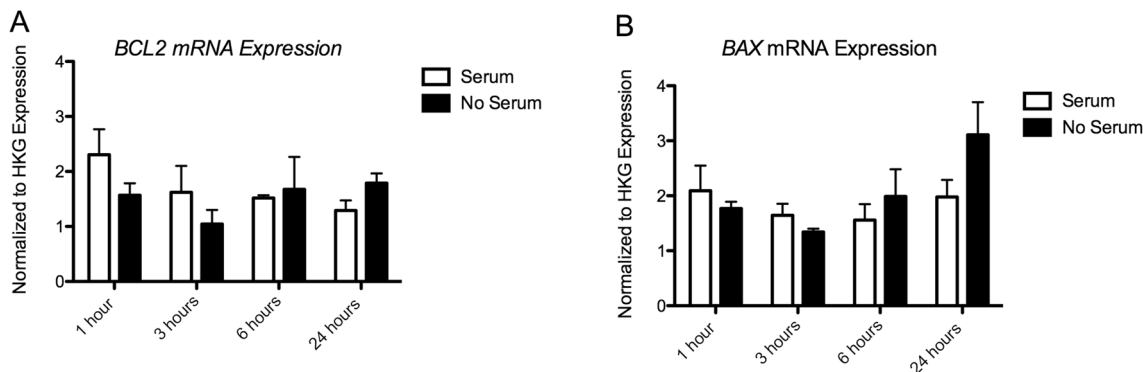 A
BCL2 mRNA Expression
Normalized to HKG Expression
4
3
2
1
0
1 hour
3 hours
6 hours
24 hours
Serum
No Serum
B
BAX mRNA Expression
Normalized to HKG Expression
4
3
2
1
0
1 hour
3 hours
6 hours
24 hours
Serum
No Serum